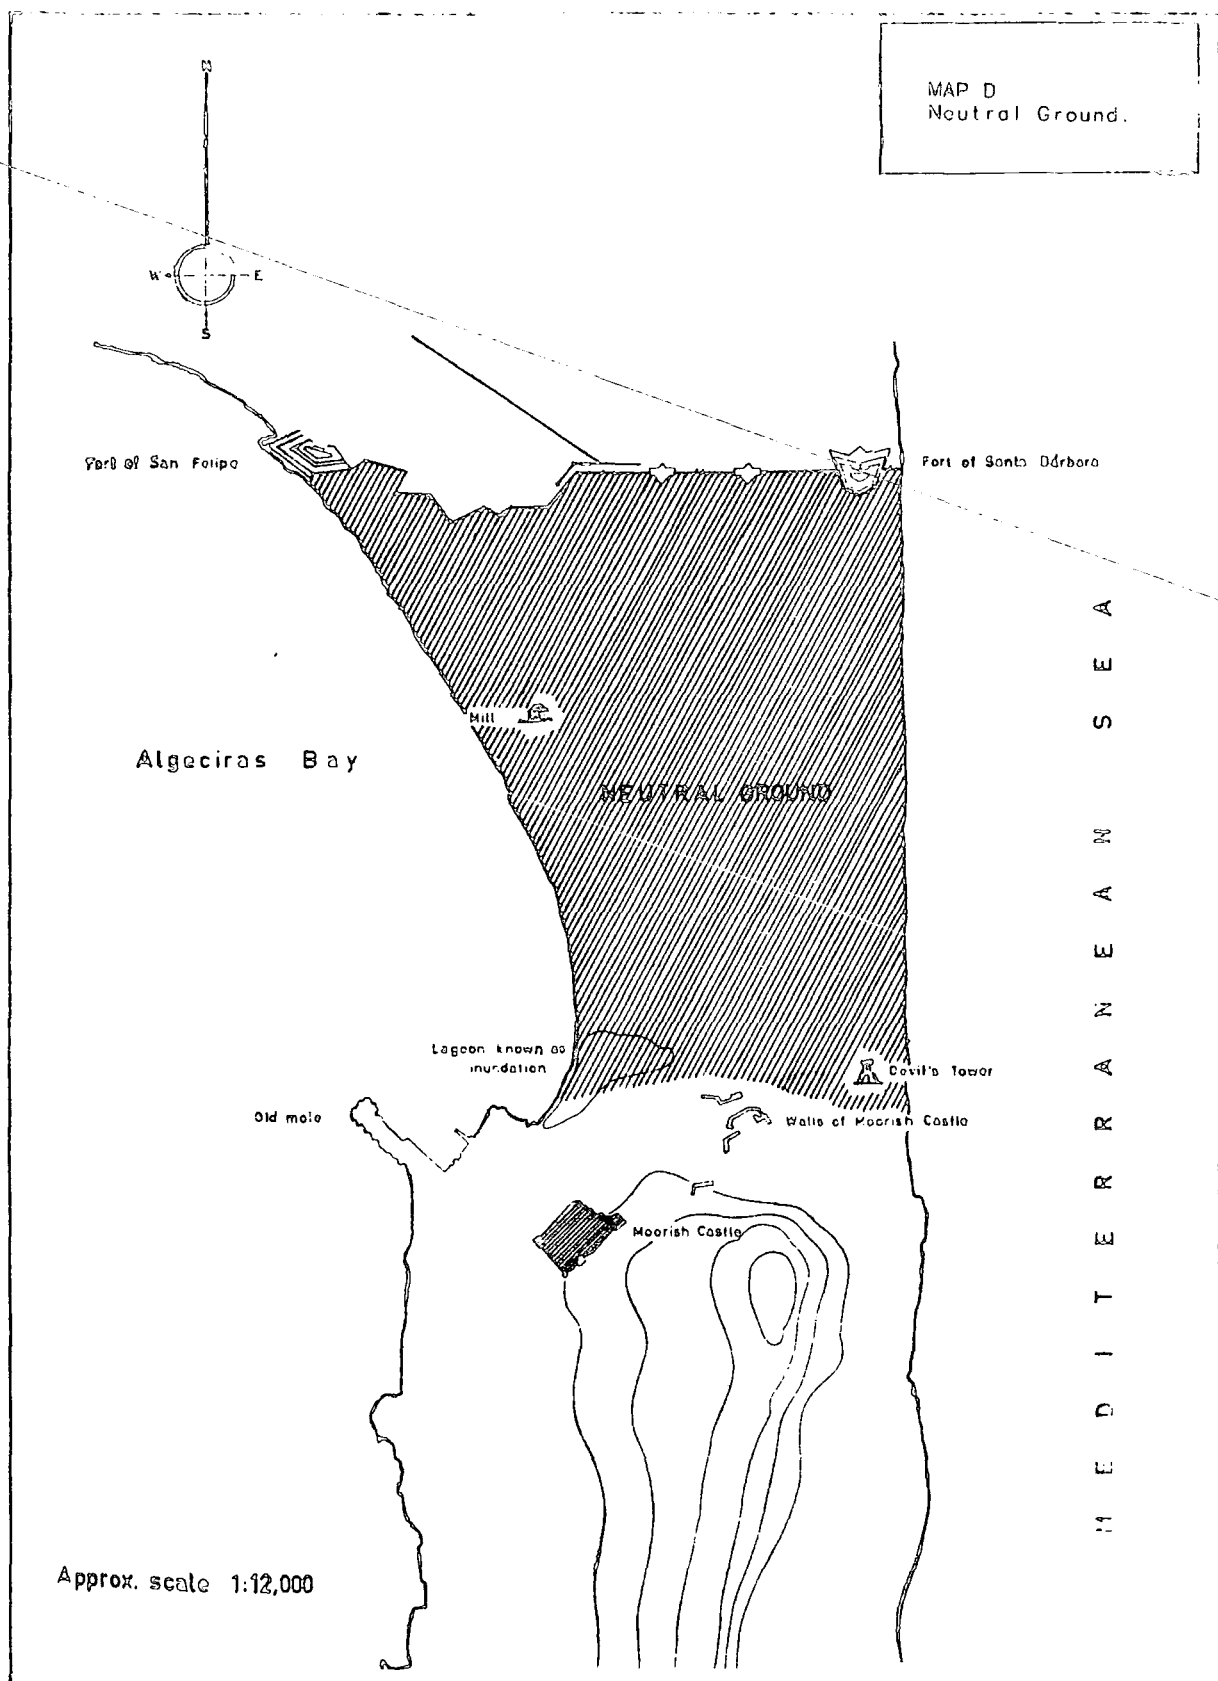 MAP D
Neutral Ground.
N
W
E
S
Fort of San Felipe
Fort of Santa Bárbara
Mill
Algeciras Bay
NEUTRAL GROUND
MEDITERRANEAN SEA
Lagoon known as
inundation
Devil's Tower
Old mole
Walls of Moorish Castle
Moorish Castle
Approx. scale 1:12,000